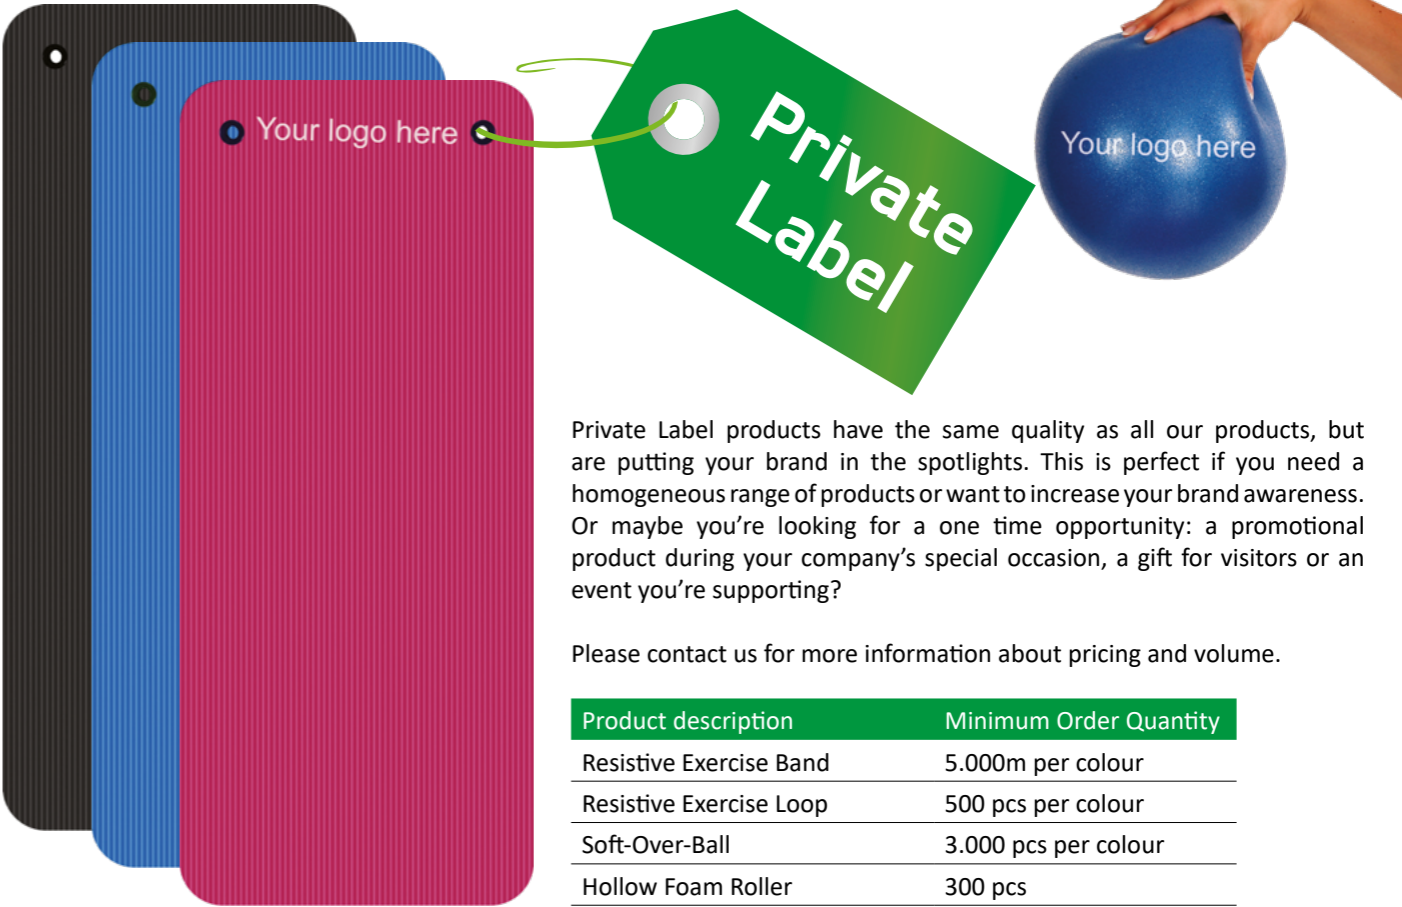 Your logo here
Private
Label
Your logo here
Private Label products have the same quality as all our products, but
are putting your brand in the spotlights. This is perfect if you need a
homogeneous range of products or want to increase your brand awareness.
Or maybe you’re looking for a one time opportunity: a promotional
product during your company’s special occasion, a gift for visitors or an
event you’re supporting?
Please contact us for more information about pricing and volume.
Product description Minimum Order Quantity
Resistive Exercise Band 5.000m per colour
Resistive Exercise Loop 500 pcs per colour
Soft-Over-Ball 3.000 pcs per colour
Hollow Foam Roller 300 pcs